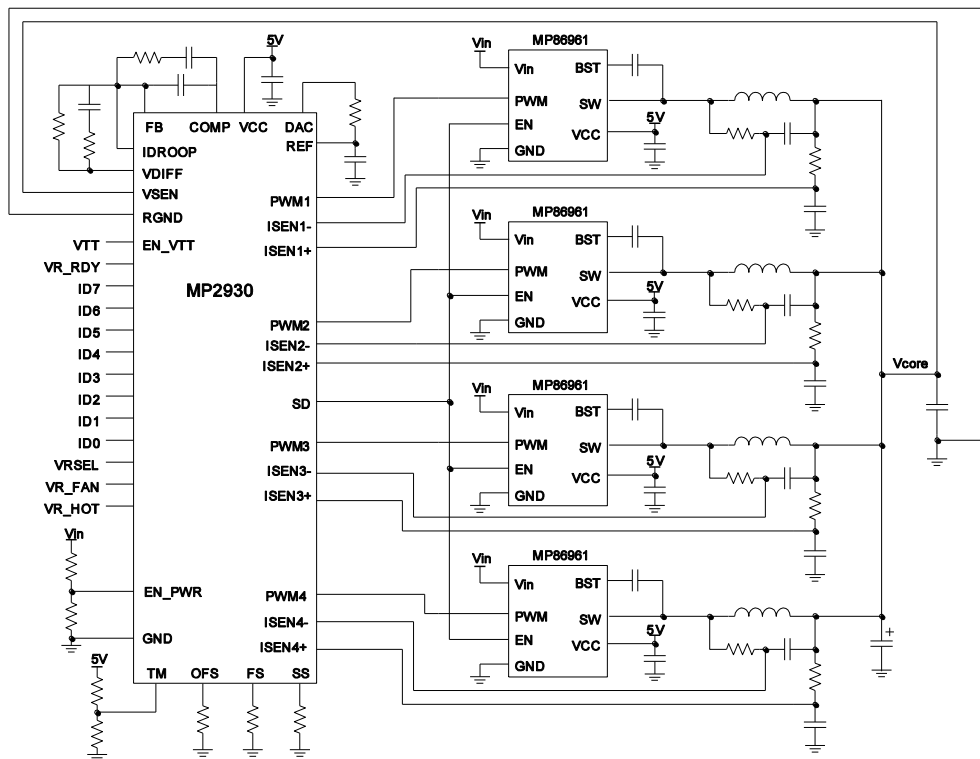 5V
FB COMP VCC DAC
REF
IDROOP
VDIFF
VSEN
RGND
VTT EN_VTT
VR_RDY
ID7
ID6
ID5
ID4
ID3
ID2
ID1
ID0
VRSEL
VR_FAN
VR_HOT
Vin
EN_PWR
GND
5V
TM OFS FS SS
MP2930
PWM1
ISEN1-
ISEN1+
PWM2
ISEN2-
ISEN2+
SD
PWM3
ISEN3-
ISEN3+
PWM4
ISEN4-
ISEN4+
MP86961
Vin
Vin BST
PWM SW
EN
VCC 5V
GND
MP86961
Vin
Vin BST
PWM SW
EN
VCC 5V
GND
MP86961
Vin
Vin BST
PWM SW
EN
VCC 5V
GND
MP86961
Vin
Vin BST
PWM SW
EN
VCC 5V
GND
Vcore
+